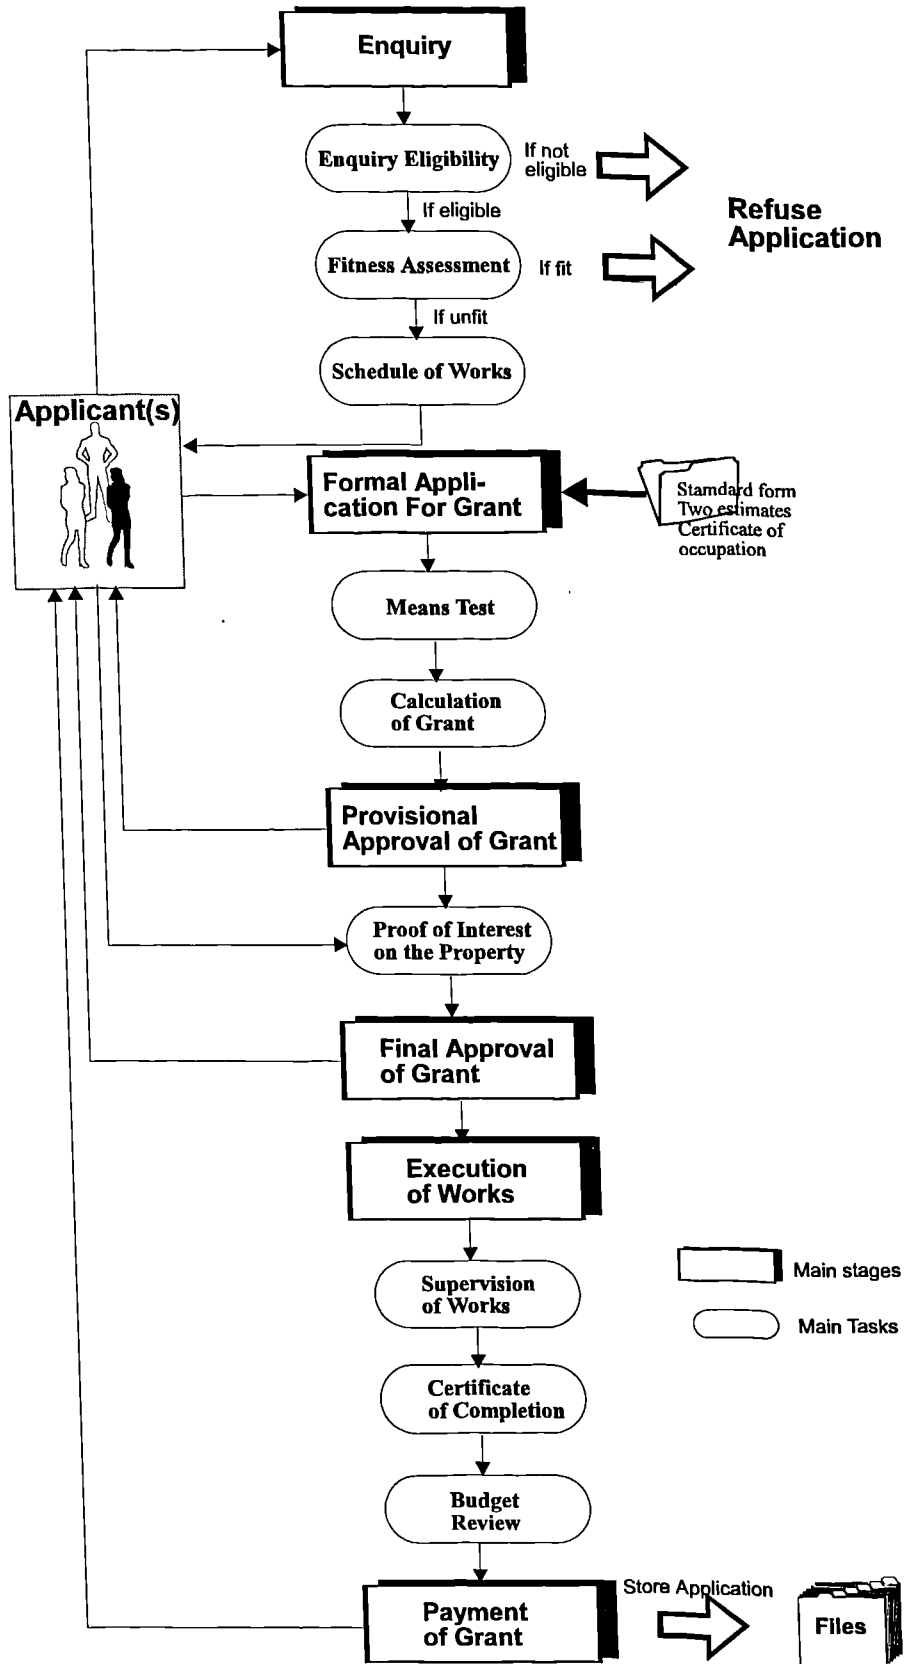 Enquiry
Enquiry Eligibility
If not
eligible
Refuse
Application
If eligible
Fitness Assessment
If fit
If unfit
Schedule of Works
Applicant(s)
Formal Appli-
cation For Grant
Stamdard form
Two estimates
Certificate of
occupation
Means Test
Calculation
of Grant
Provisional
Approval of Grant
Proof of Interest
on the Property
Final Approval
of Grant
Execution
of Works
Supervision
of Works
Main stages
Main Tasks
Certificate
of Completion
Budget
Review
Payment
of Grant
Store Application
Files